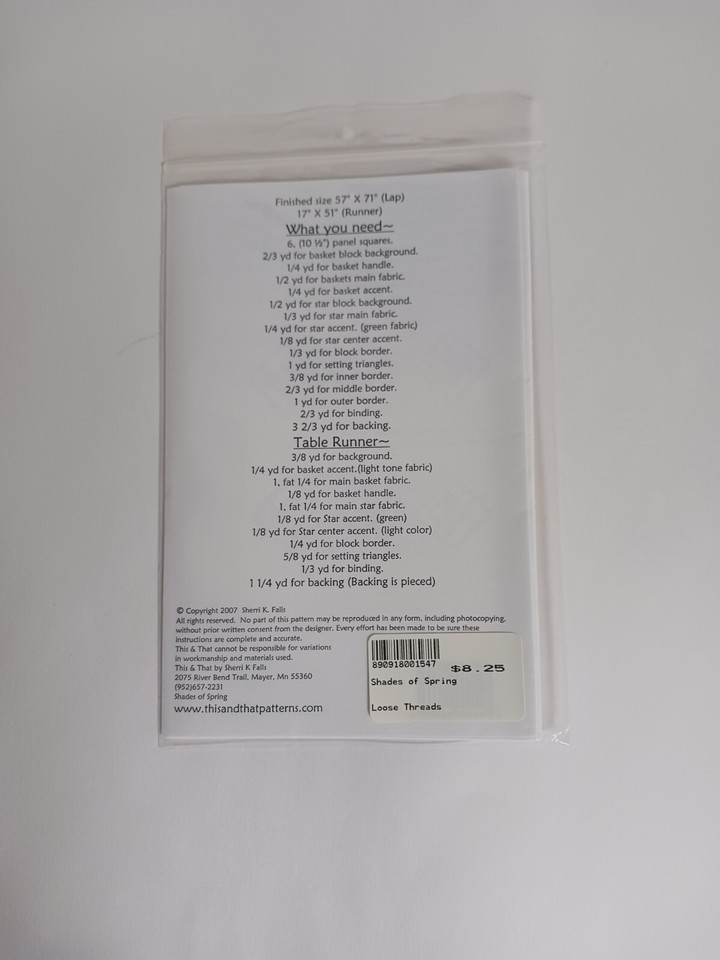 Finished size 57" X 71" (Lap)
17" X 51" (Runner)
What you need~
6, (10 ½") panel squares.
2/3 yd for basket block background.
1/4 yd for basket handle.
1/2 yd for baskets main fabric.
1/4 yd for basket accent.
1/2 yd for star block background.
1/3 yd for star main fabric.
1/4 yd for star accent. (green fabric)
1/8 yd for star center accent.
1/3 yd for block border.
1 yd for setting triangles.
3/8 yd for inner border.
2/3 yd for middle border.
1 yd for outer border.
2/3 yd for binding.
3 2/3 yd for backing.
Table Runner~
3/8 yd for background.
1/4 yd for basket accent.(light tone fabric)
1, fat 1/4 for main basket fabric.
1/8 yd for basket handle.
1, fat 1/4 for main star fabric.
1/8 yd for Star accent. (green)
1/8 yd for Star center accent. (light color)
1/4 yd for block border.
5/8 yd for setting triangles.
1/3 yd for binding.
1 1/4 yd for backing (Backing is pieced)
© Copyright 2007 Sherri K. Falls
All rights reserved. No part of this pattern may be reproduced in any form, including photocopying,
without prior written consent from the designer. Every effort has been made to be sure these
instructions are complete and accurate.
This & That cannot be responsible for variations
in workmanship and materials used.
This & That by Sherri K Falls
2075 River Bend Trail, Mayer, Mn 55360
(952)657-2231
Shades of Spring
www.thisandthatpatterns.com
890918001547 $8.25
Shades of Spring
Loose Threads